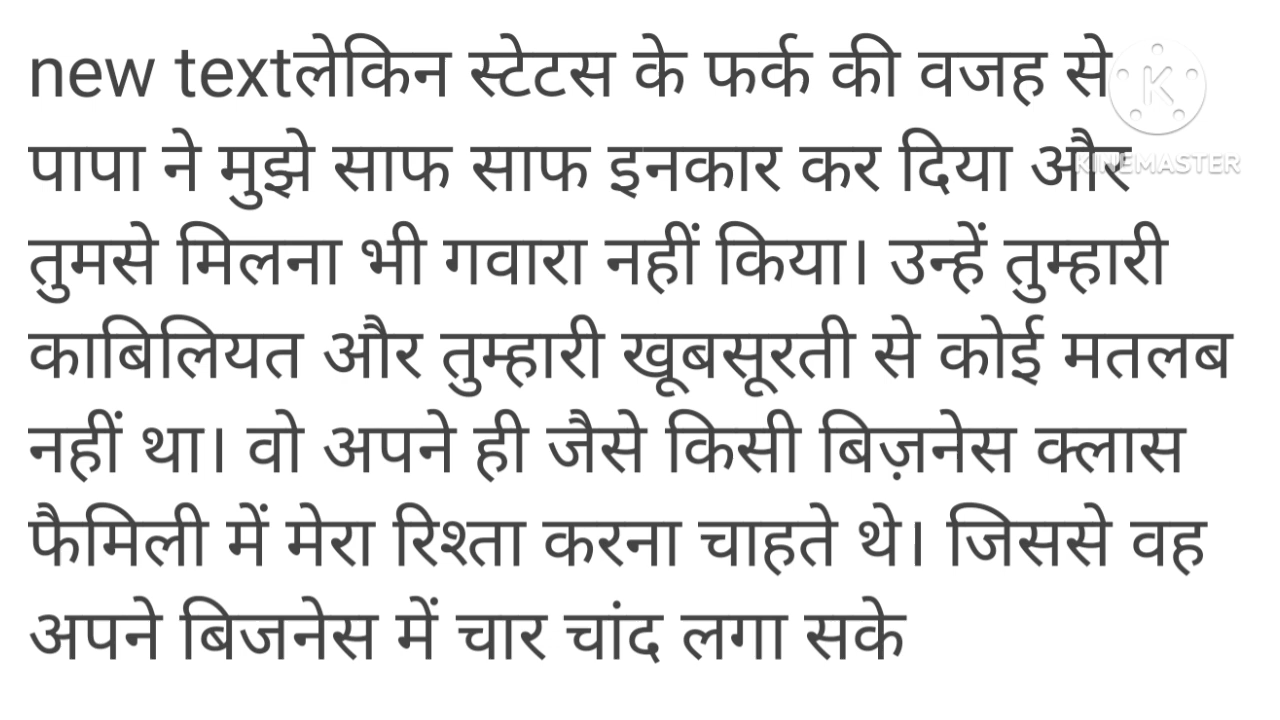 new textलेकिन स्टेटस के फर्क की वजह से
पापा ने मुझे साफ साफ इनकार कर दिया और
तुमसे मिलना भी गवारा नहीं किया। उन्हें तुम्हारी
काबिलियत और तुम्हारी खूबसूरती से कोई मतलब
नहीं था। वो अपने ही जैसे किसी बिज़नेस क्लास
फैमिली में मेरा रिश्ता करना चाहते थे। जिससे वह
अपने बिजनेस में चार चांद लगा सके
K
KINEMASTER